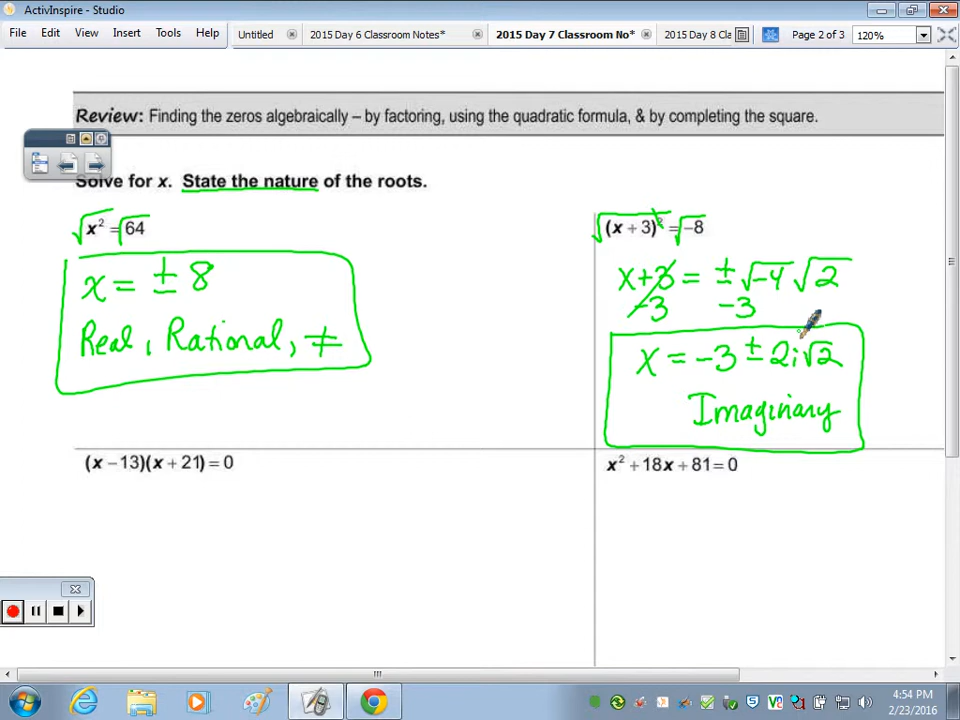 ActivInspire - Studio
File Edit View Insert Tools Help Untitled 2015 Day 6 Classroom Notes* 2015 Day 7 Classroom No* 2015 Day 8 Cla Page 2 of 3 120%
Review: Finding the zeros algebraically – by factoring, using the quadratic formula, & by completing the square.
Solve for x. State the nature of the roots.
√x² = √64
x = ± 8
Real, Rational, ≠
√(x + 3)² = √−8
x+3 = ± √−4 √2
−3 −3
x = −3 ± 2i√2
Imaginary
(x − 13)(x + 21) = 0
x² + 18x + 81 = 0
4:54 PM
2/23/2016